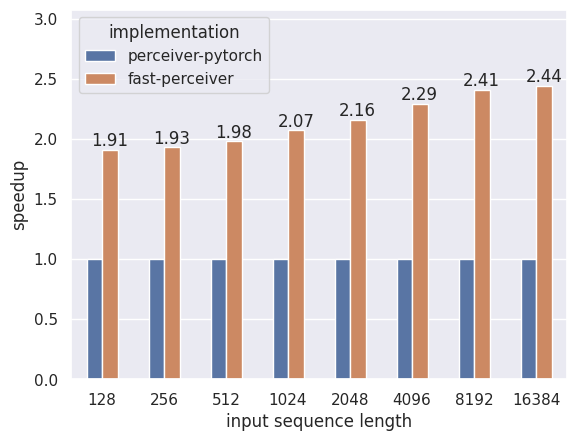 implementation
perceiver-pytorch
fast-perceiver
3.0
2.5
2.0
1.5
1.0
0.5
0.0
speedup
1.91
1.93
1.98
2.07
2.16
2.29
2.41
2.44
128 256 512 1024 2048 4096 8192 16384
input sequence length